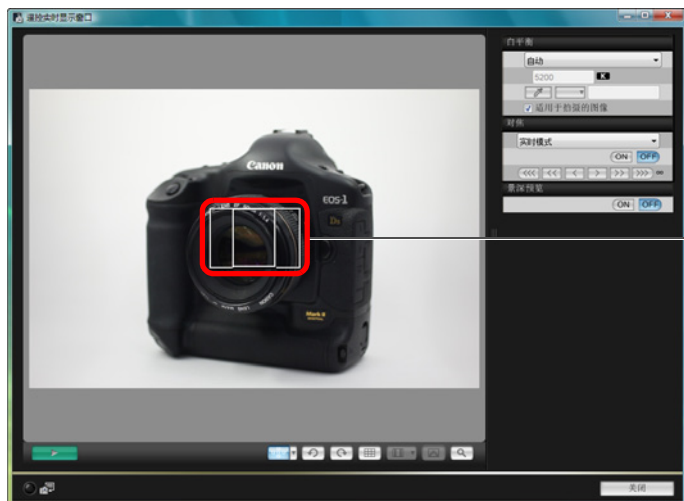 遥控实时显示窗口
白平衡
自动
5200 K
适用于拍摄的图像
对焦
实时模式
ON OFF
<<< << < > >> >>> ∞
景深预览
ON OFF
Canon
EOS-1
Ds
Mark II
关闭